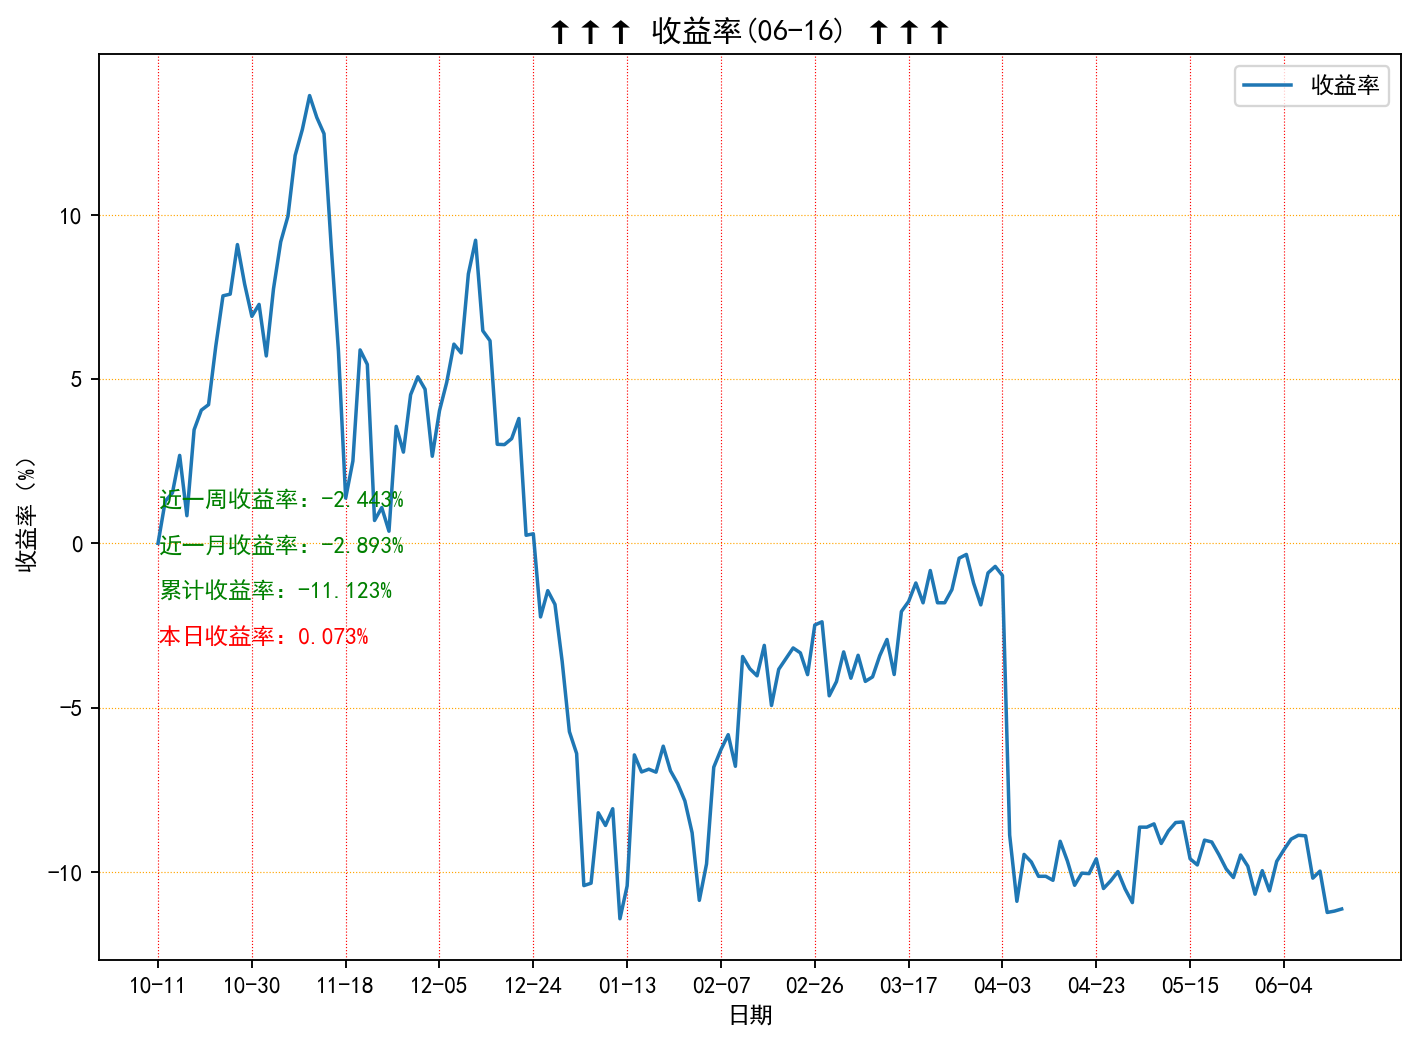 ↑↑↑ 收益率(06-16) ↑↑↑
收益率
收益率 (%)
10
5
0
-5
-10
近一周收益率：-2.443%
近一月收益率：-2.893%
累计收益率：-11.123%
本日收益率：0.073%
10-11 10-30 11-18 12-05 12-24 01-13 02-07 02-26 03-17 04-03 04-23 05-15 06-04
日期